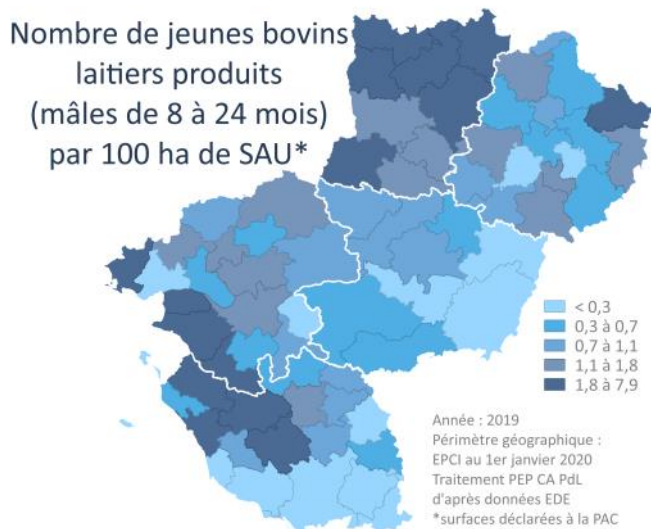 Nombre de jeunes bovins
laitiers produits
(mâles de 8 à 24 mois)
par 100 ha de SAU*
< 0,3
0,3 à 0,7
0,7 à 1,1
1,1 à 1,8
1,8 à 7,9
Année : 2019
Périmètre géographique :
EPCI au 1er janvier 2020
Traitement PEP CA PdL
d'après données EDE
*surfaces déclarées à la PAC